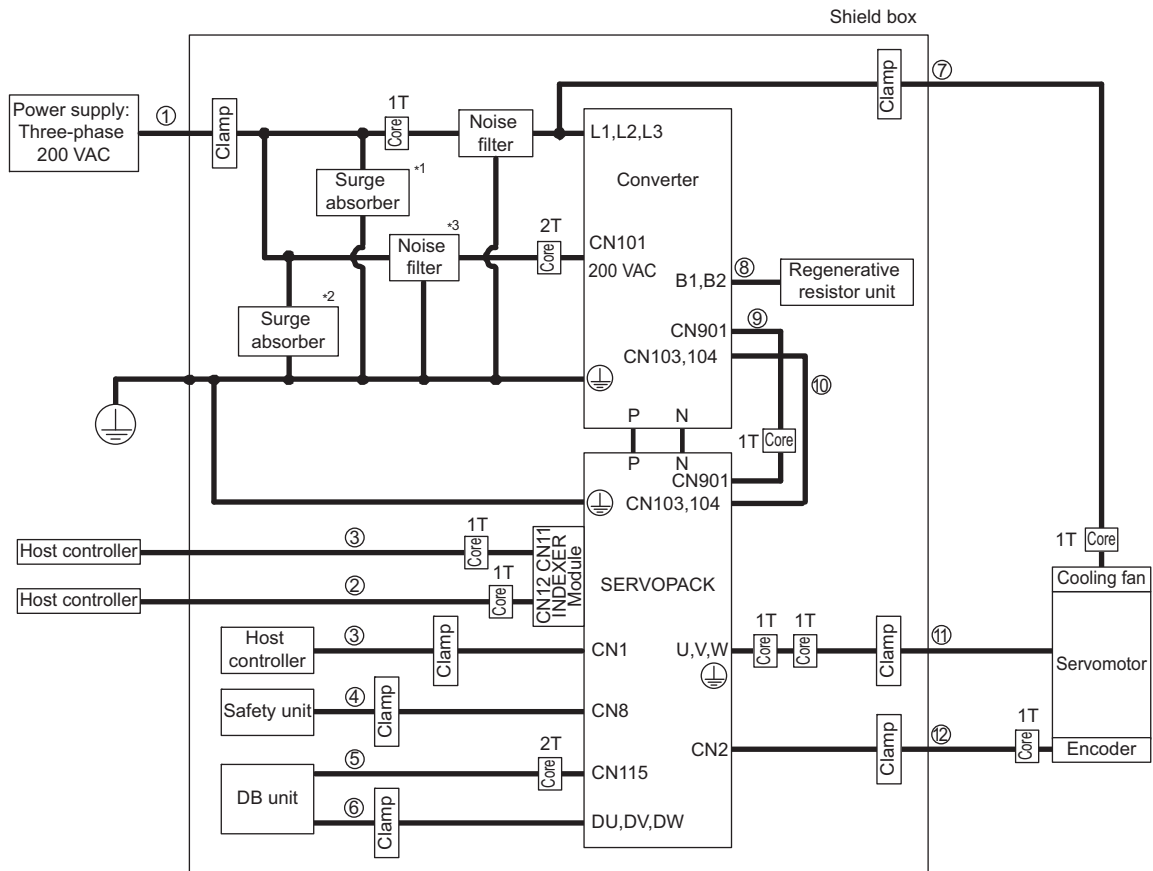 Shield box
Power supply:
Three-phase
200 VAC
①
Clamp
1T
Core
Noise
filter
Clamp
⑦
L1,L2,L3
Converter
Surge
absorber
*1
Noise
filter
*3
2T
Core
CN101
200 VAC
B1,B2
⑧
Regenerative
resistor unit
Surge
absorber
*2
CN901
⑨
CN103,104
⑩
P N
1T
Core
P N
CN901
CN103,104
Host controller
③
1T
Core
CN12 CN11
INDEXER
Module
SERVOPACK
Host controller
②
1T
Core
1T
Core
Cooling fan
Servomotor
Encoder
Host
controller
③
Clamp
CN1
U,V,W
1T
Core
1T
Core
Clamp
⑪
Safety unit
④
Clamp
CN8
CN2
Clamp
⑫
1T
Core
DB unit
⑤
2T
Core
CN115
⑥
Clamp
DU,DV,DW